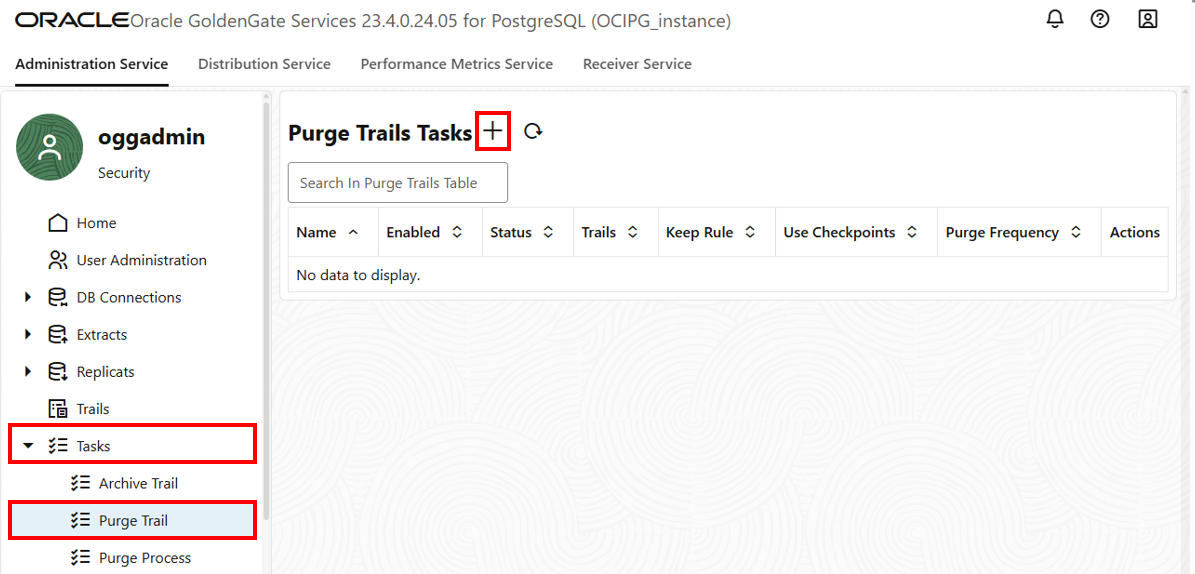 ORACLE Oracle GoldenGate Services 23.4.0.24.05 for PostgreSQL (OCIPG_instance)
Administration Service Distribution Service Performance Metrics Service Receiver Service
oggadmin
Security
Home
User Administration
DB Connections
Extracts
Replicats
Trails
Tasks
Archive Trail
Purge Trail
Purge Process
Purge Trails Tasks
Search In Purge Trails Table
Name Enabled Status Trails Keep Rule Use Checkpoints Purge Frequency Actions
No data to display.